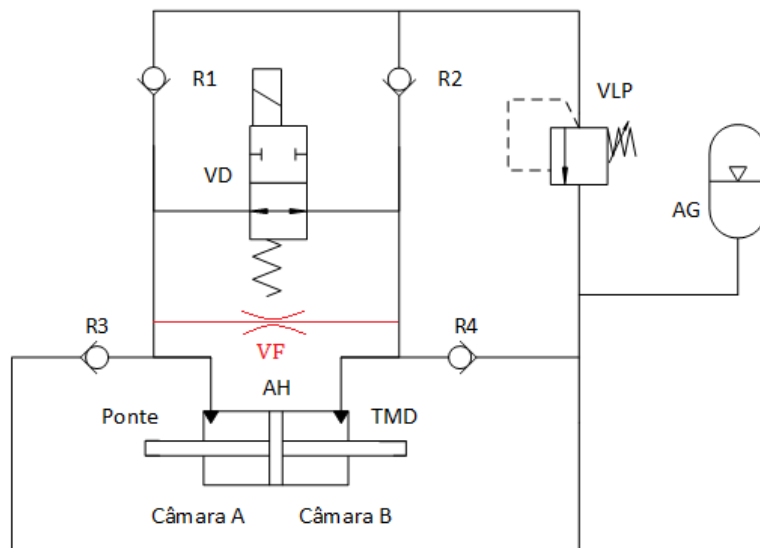 R1
R2
VLP
VD
AG
R3
R4
VF
AH
Ponte
TMD
Câmara A
Câmara B